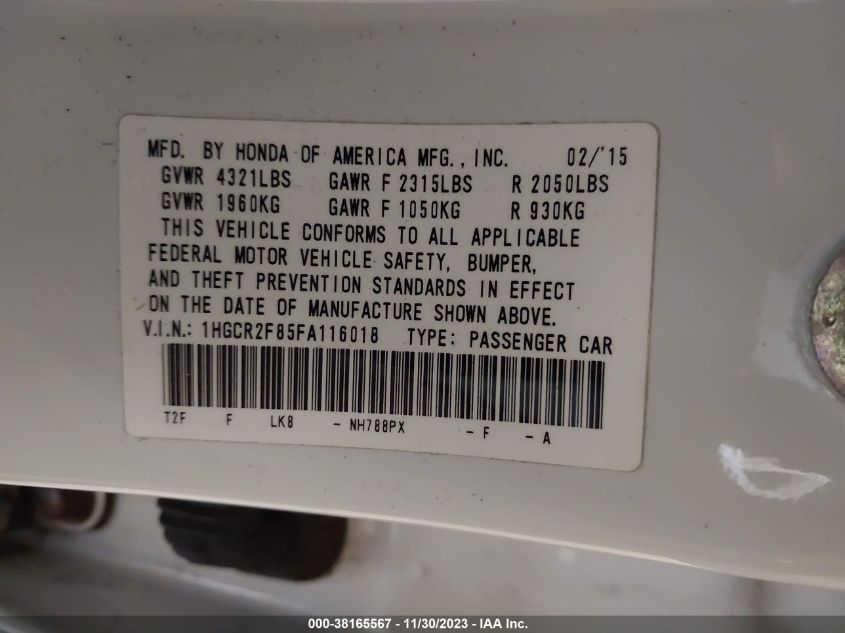 MFD. BY HONDA OF AMERICA MFG., INC. 02/'15
GVWR 4321LBS GAWR F 2315LBS R 2050LBS
GVWR 1960KG GAWR F 1050KG R 930KG
THIS VEHICLE CONFORMS TO ALL APPLICABLE
FEDERAL MOTOR VEHICLE SAFETY, BUMPER,
AND THEFT PREVENTION STANDARDS IN EFFECT
ON THE DATE OF MANUFACTURE SHOWN ABOVE.
V.I.N.: 1HGCR2F85FA116018 TYPE: PASSENGER CAR
T2F F LK8 - NH788PX - F - A
000-38165567 - 11/30/2023 - IAA Inc.